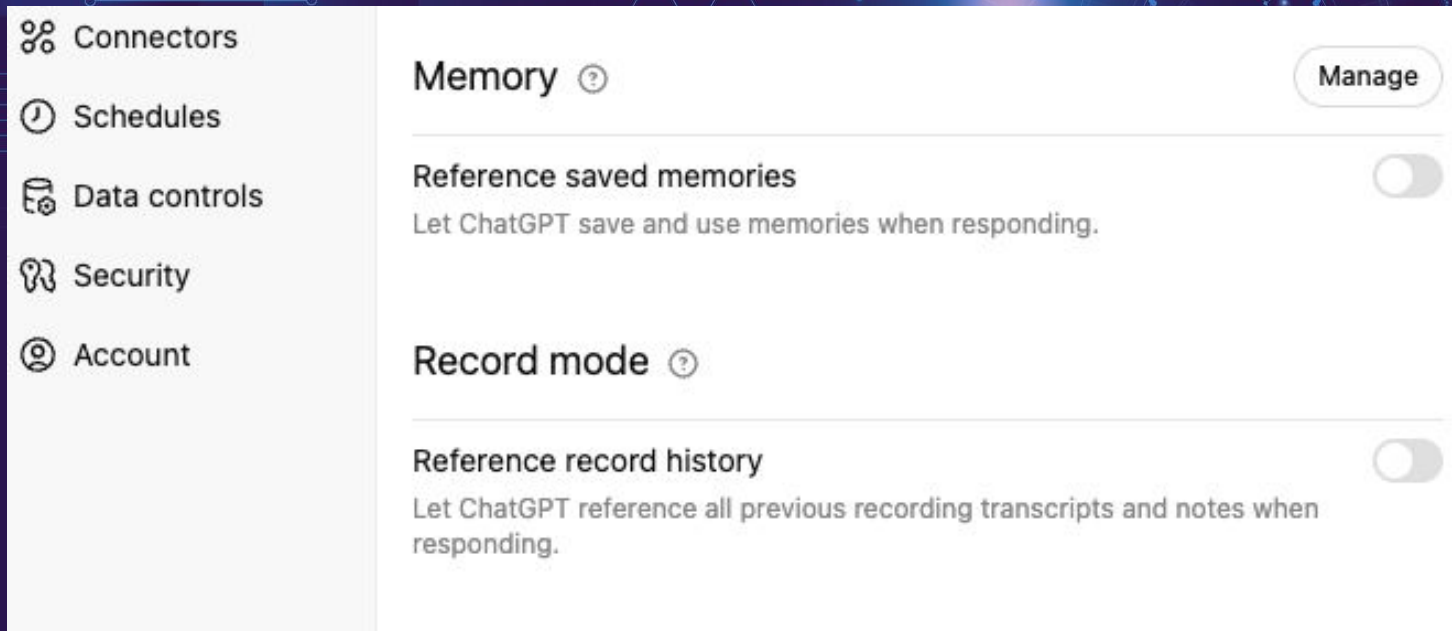 Connectors
Schedules
Data controls
Security
Account
Memory
Manage
Reference saved memories
Let ChatGPT save and use memories when responding.
Record mode
Reference record history
Let ChatGPT reference all previous recording transcripts and notes when
responding.